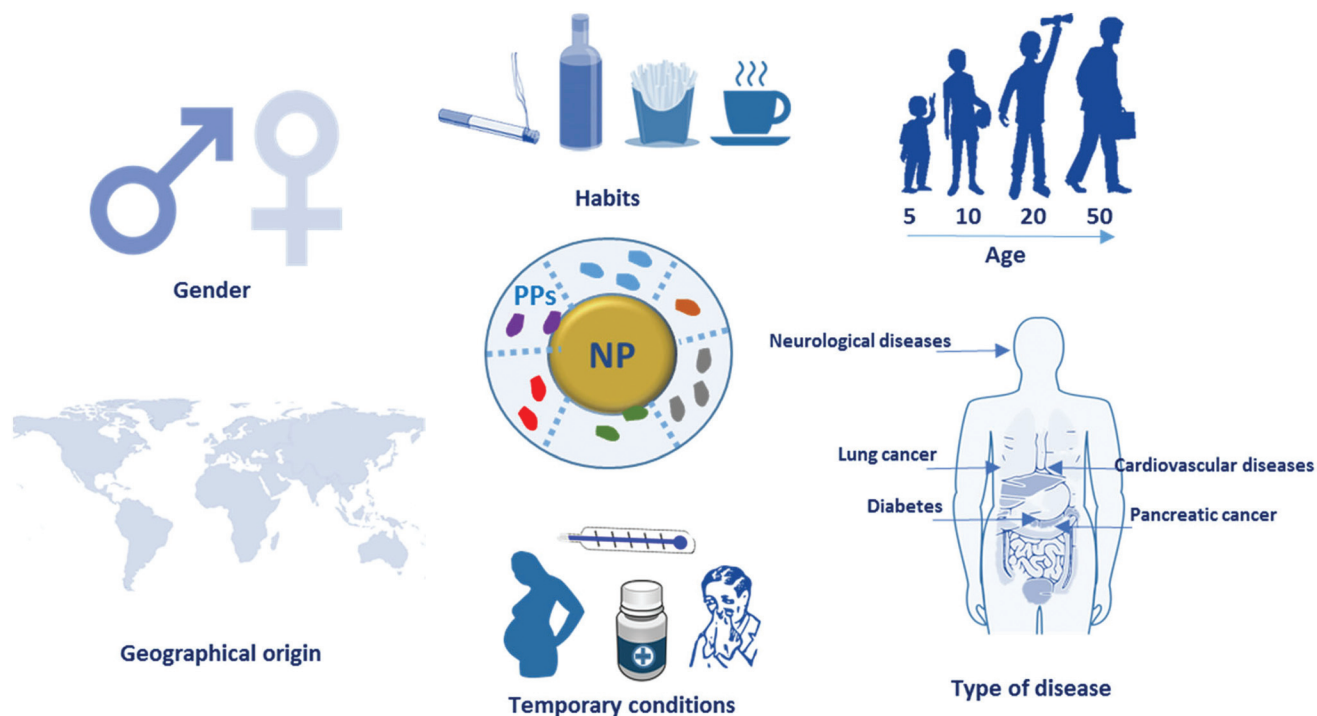 Habits
5 10 20 50
Age
Gender
PPs
NP
Neurological diseases
Lung cancer
Cardiovascular diseases
Diabetes
Pancreatic cancer
Geographical origin
Temporary conditions
Type of disease